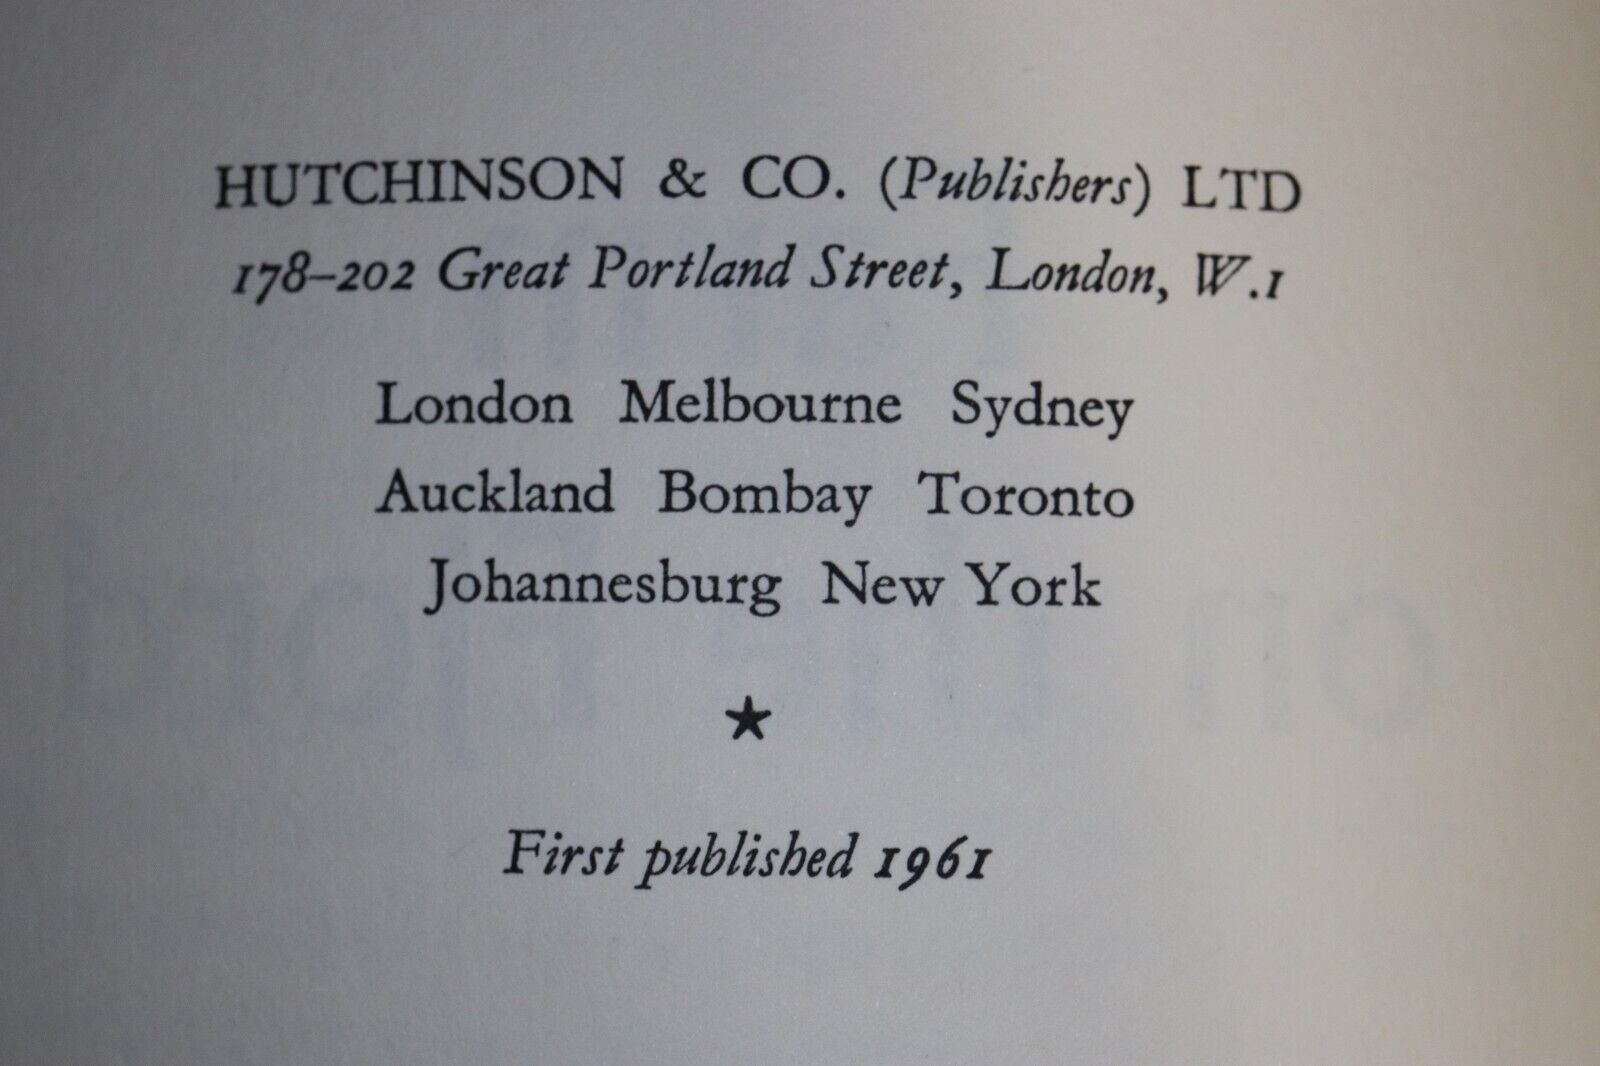 HUTCHINSON & CO. (Publishers) LTD
178–202 Great Portland Street, London, W.1
London Melbourne Sydney
Auckland Bombay Toronto
Johannesburg New York
★
First published 1961